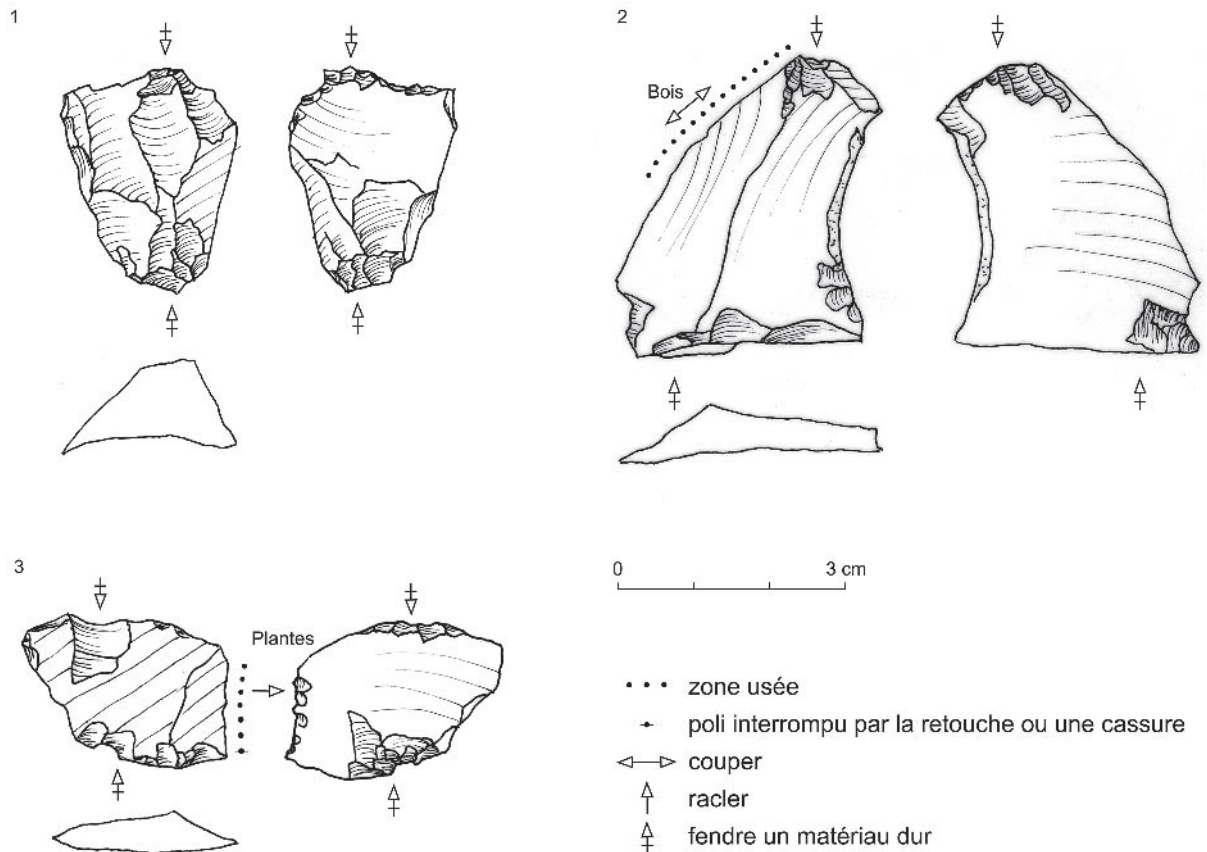 1
2
Bois
3
Plantes
0 3 cm
zone usée
poli interrompu par la retouche ou une cassure
couper
racler
fendre un matériau dur